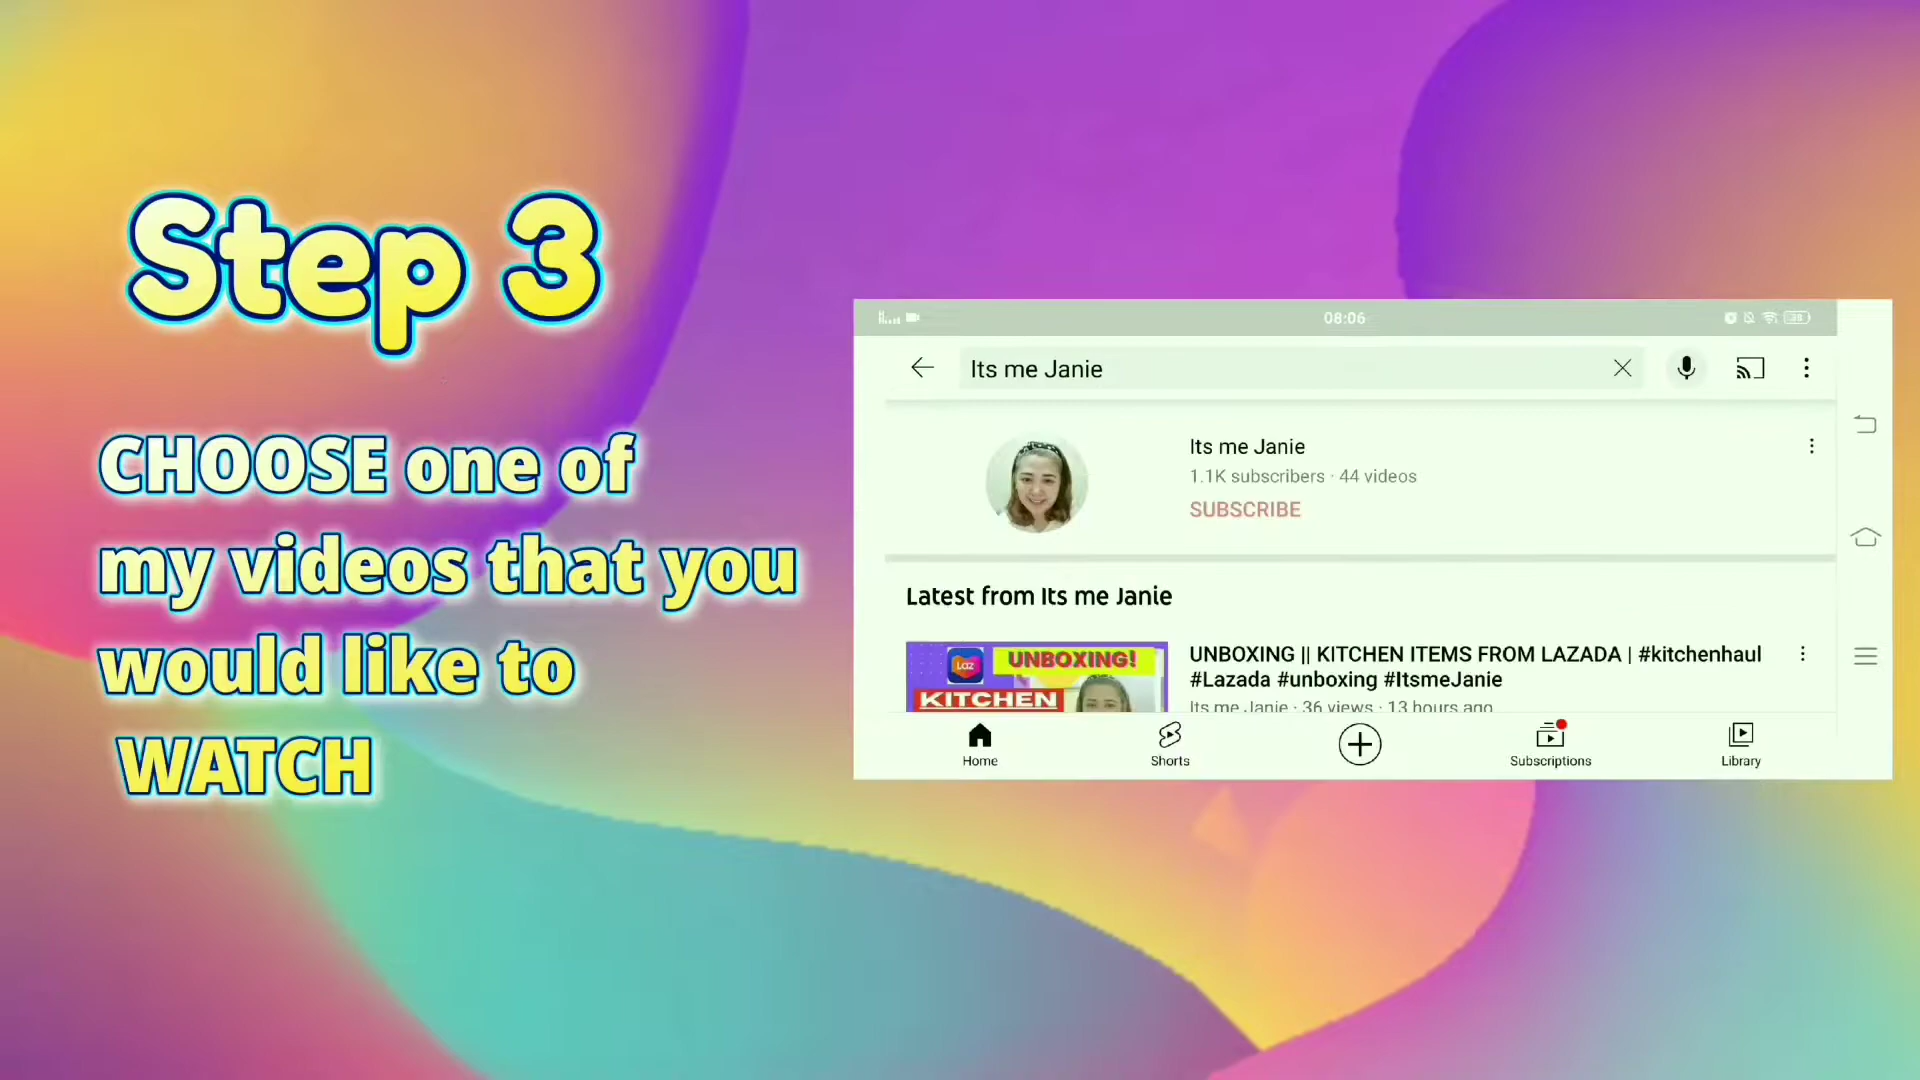 Step 3
CHOOSE one of
my videos that you
would like to
WATCH
08:06
Its me Janie
Its me Janie
1.1K subscribers · 44 videos
SUBSCRIBE
Latest from Its me Janie
Laz
UNBOXING!
KITCHEN
UNBOXING || KITCHEN ITEMS FROM LAZADA | #kitchenhaul
#Lazada #unboxing #ItsmeJanie
Its me Janie · 36 views · 13 hours ago
Home
Shorts
Subscriptions
Library